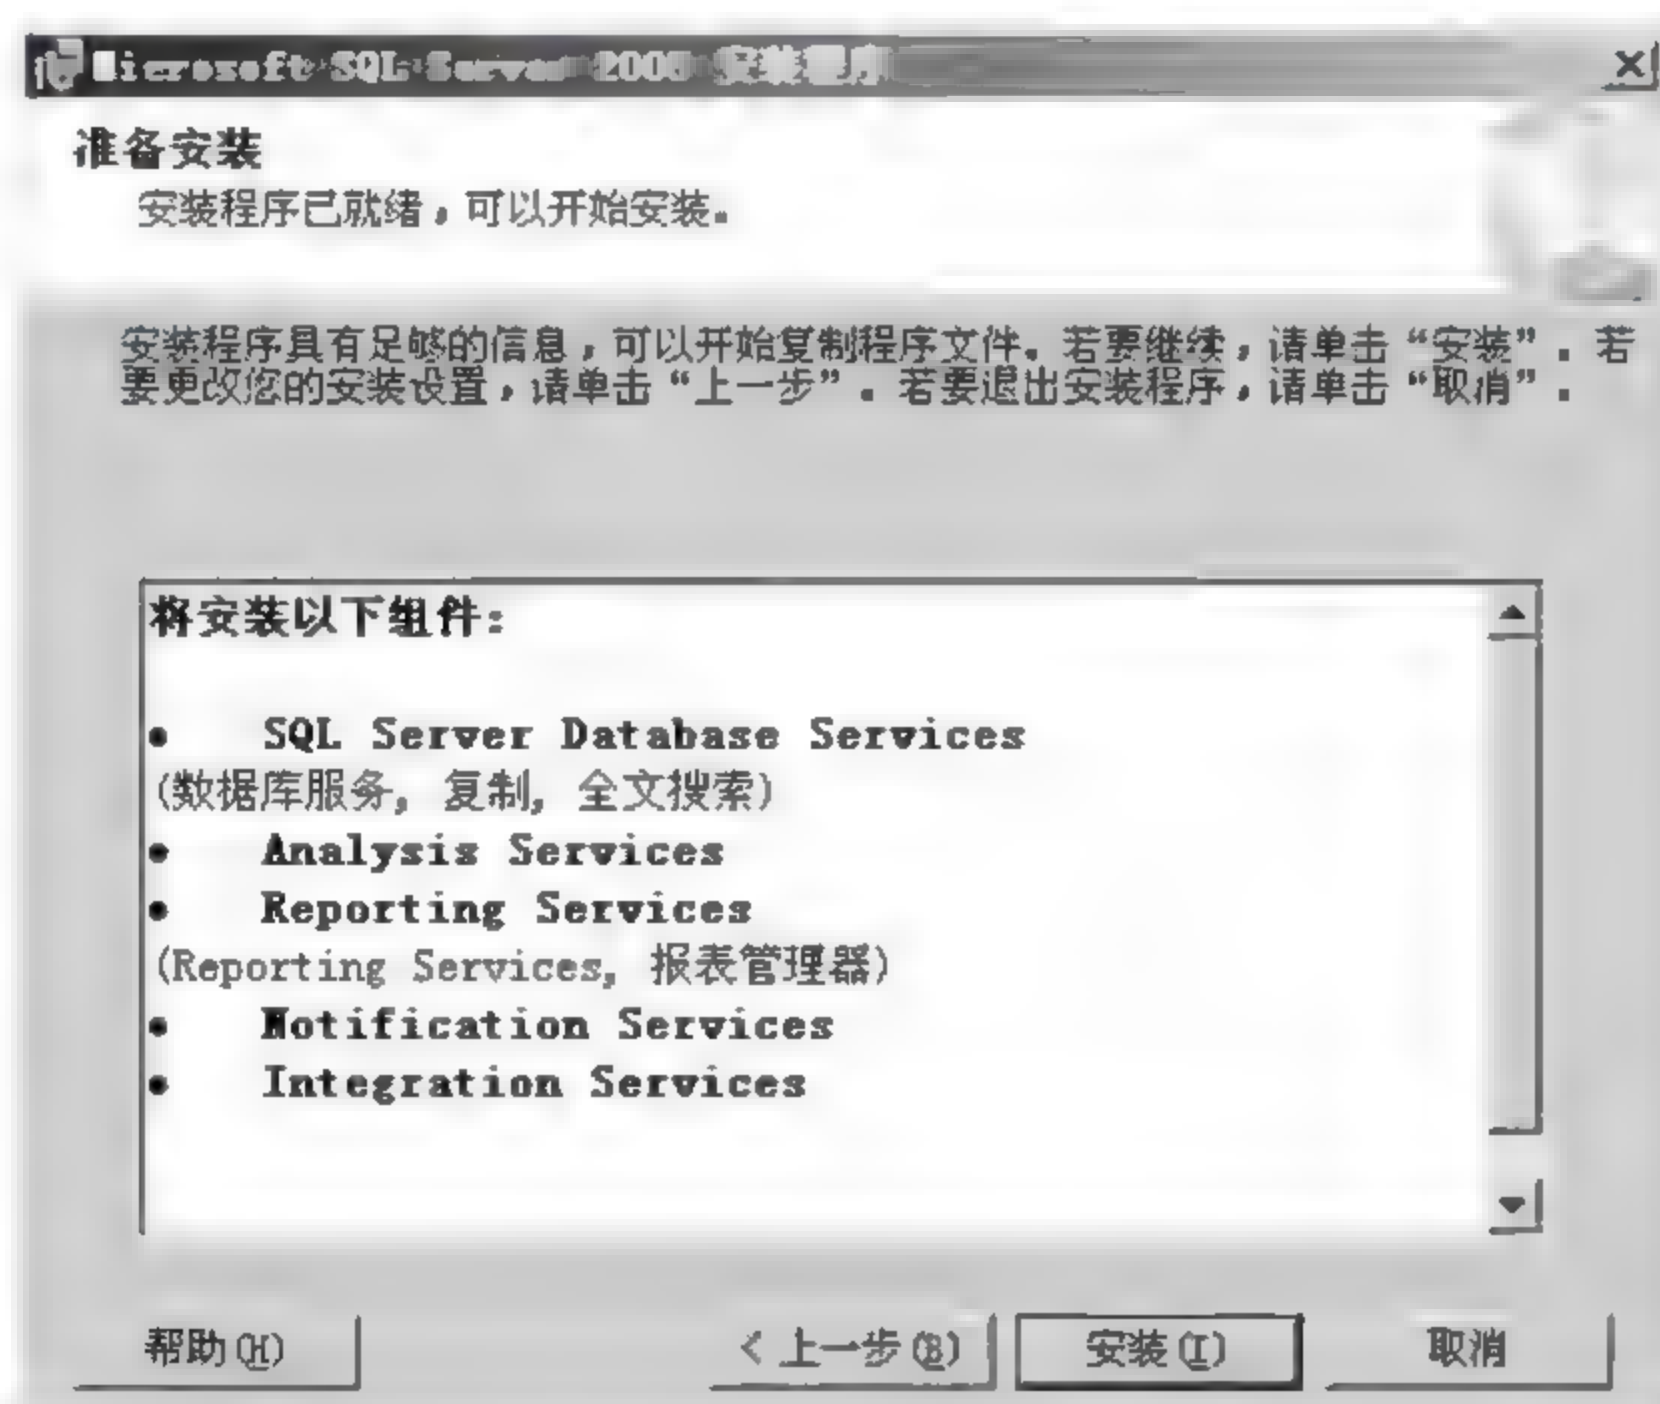 Microsoft SQL Server 安装程序
准备安装
安装程序已就绪，可以开始安装。
安装程序具有足够的信息，可以开始复制程序文件。若要继续，请单击“安装”。若
要更改您的安装设置，请单击“上一步”。若要退出安装程序，请单击“取消”。
将安装以下组件：
• SQL Server Database Services
(数据库服务, 复制, 全文搜索)
• Analysis Services
• Reporting Services
(Reporting Services, 报表管理器)
• Notification Services
• Integration Services
帮助(H)
< 上一步(B)
安装(I)
取消